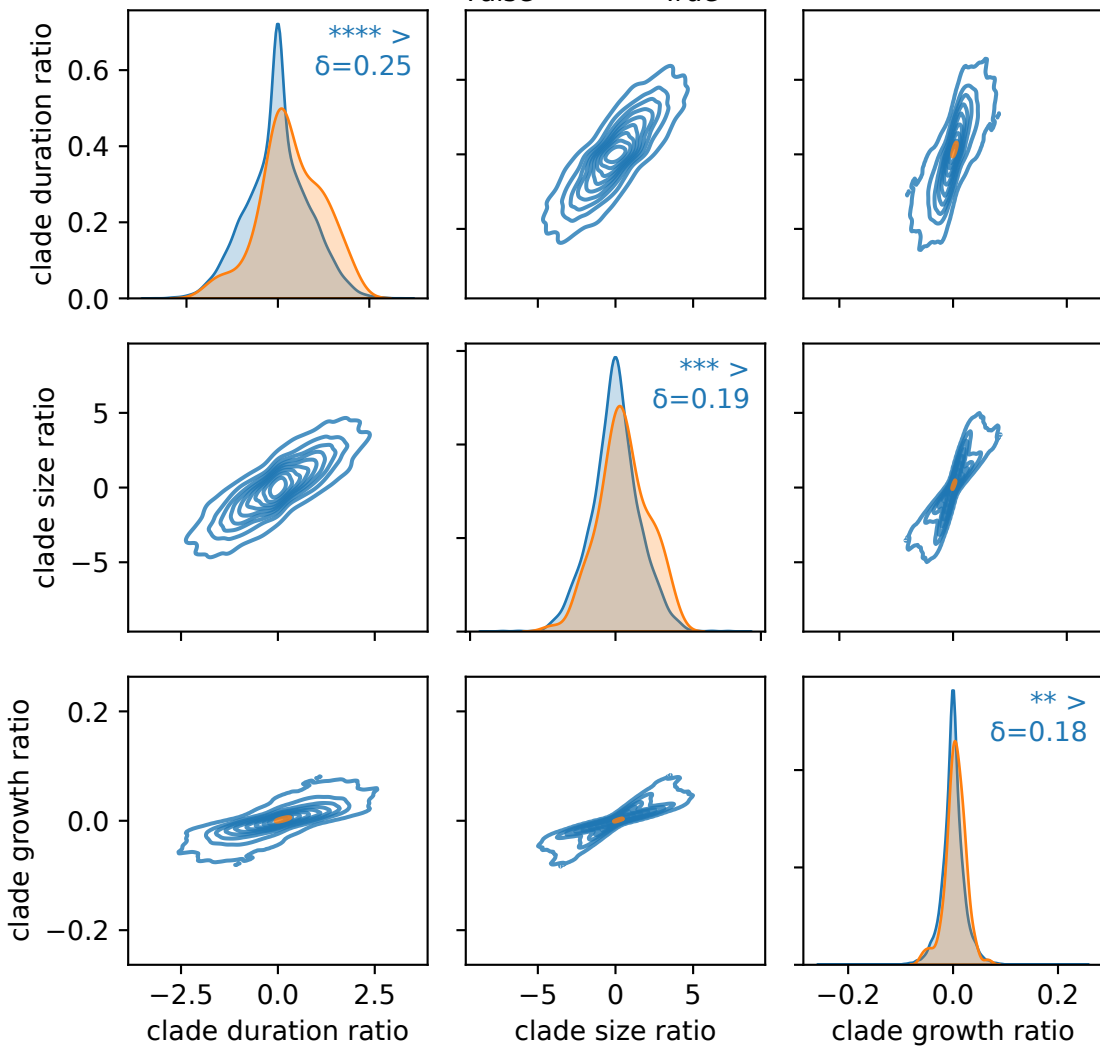 clade duration ratio
0.6
0.4
0.2
0.0
**** >
δ=0.25
clade size ratio
5
0
−5
*** >
δ=0.19
clade growth ratio
0.2
0.0
−0.2
** >
δ=0.18
−2.5 0.0 2.5
clade duration ratio
−5 0 5
clade size ratio
−0.2 0.0 0.2
clade growth ratio